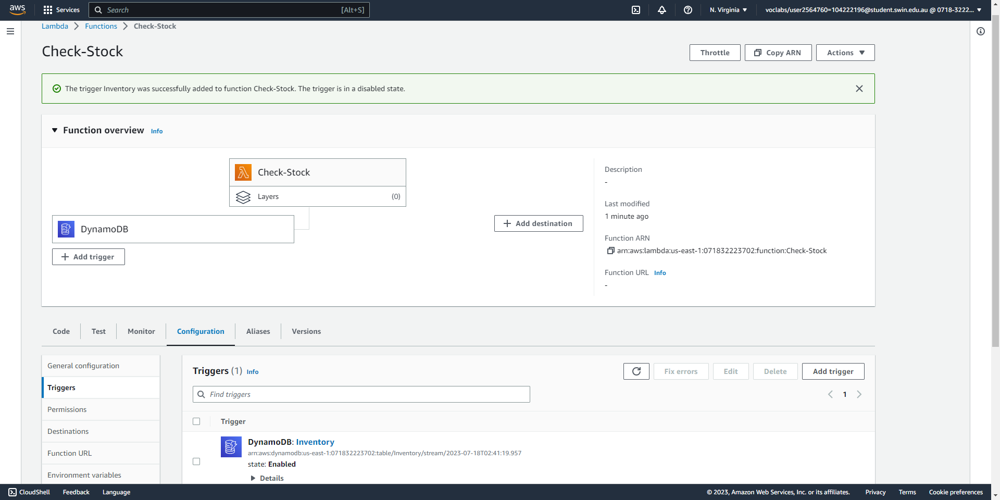 aws
Services
Search
[Alt+S]
N. Virginia
voclabs/user2564760=104222196@student.swin.edu.au @ 0718-3222...
Lambda
Functions
Check-Stock
Check-Stock
Throttle
Copy ARN
Actions
The trigger Inventory was successfully added to function Check-Stock. The trigger is in a disabled state.
Function overview
Info
Check-Stock
Layers
(0)
DynamoDB
Add trigger
Add destination
Description
-
Last modified
1 minute ago
Function ARN
arn:aws:lambda:us-east-1:071832223702:function:Check-Stock
Function URL
Info
-
Code
Test
Monitor
Configuration
Aliases
Versions
General configuration
Triggers
Permissions
Destinations
Function URL
Environment variables
Triggers (1)
Info
Fix errors
Edit
Delete
Add trigger
Find triggers
1
Trigger
DynamoDB: Inventory
arn:aws:dynamodb:us-east-1:071832223702:table/Inventory/stream/2023-07-18T02:41:19.957
state: Enabled
Details
CloudShell
Feedback
Language
© 2023, Amazon Web Services, Inc. or its affiliates.
Privacy
Terms
Cookie preferences